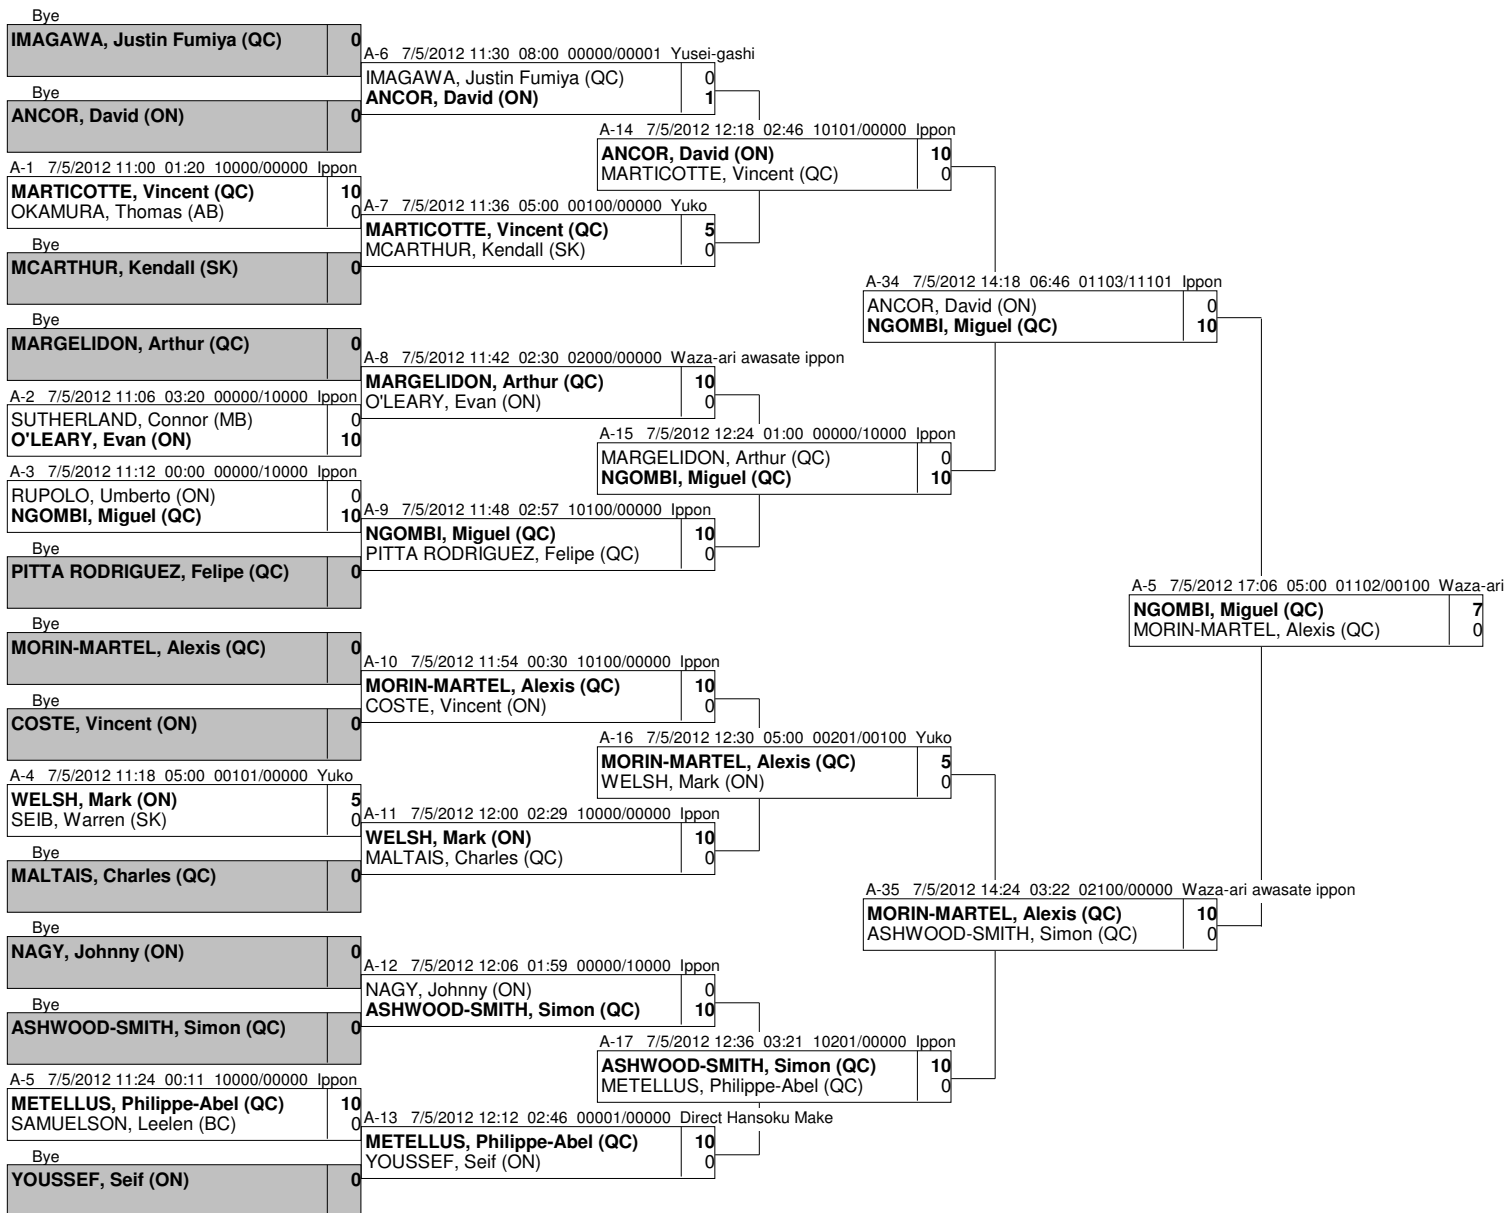 Bye
IMAGAWA, Justin Fumiya (QC) 0
Bye
ANCOR, David (ON) 0
A-1 7/5/2012 11:00 01:20 10000/00000 Ippon
MARTICOTTE, Vincent (QC) 10
OKAMURA, Thomas (AB) 0
Bye
MCARTHUR, Kendall (SK) 0
Bye
MARGELIDON, Arthur (QC) 0
A-2 7/5/2012 11:06 03:20 00000/10000 Ippon
SUTHERLAND, Connor (MB) 0
O'LEARY, Evan (ON) 10
A-3 7/5/2012 11:12 00:00 00000/10000 Ippon
RUPOLO, Umberto (ON) 0
NGOMBI, Miguel (QC) 10
Bye
PITTA RODRIGUEZ, Felipe (QC) 0
Bye
MORIN-MARTEL, Alexis (QC) 0
Bye
COSTE, Vincent (ON) 0
A-4 7/5/2012 11:18 05:00 00101/00000 Yuko
WELSH, Mark (ON) 5
SEIB, Warren (SK) 0
Bye
MALTAIS, Charles (QC) 0
Bye
NAGY, Johnny (ON) 0
Bye
ASHWOOD-SMITH, Simon (QC) 0
A-5 7/5/2012 11:24 00:11 10000/00000 Ippon
METELLUS, Philippe-Abel (QC) 10
SAMUELSON, Leelen (BC) 0
Bye
YOUSSEF, Seif (ON) 0
A-6 7/5/2012 11:30 08:00 00000/00001 Yusei-gashi
IMAGAWA, Justin Fumiya (QC) 0
ANCOR, David (ON) 1
A-7 7/5/2012 11:36 05:00 00100/00000 Yuko
MARTICOTTE, Vincent (QC) 5
MCARTHUR, Kendall (SK) 0
A-8 7/5/2012 11:42 02:30 02000/00000 Waza-ari awasate ippon
MARGELIDON, Arthur (QC) 10
O'LEARY, Evan (ON) 0
A-9 7/5/2012 11:48 02:57 10100/00000 Ippon
NGOMBI, Miguel (QC) 10
PITTA RODRIGUEZ, Felipe (QC) 0
A-10 7/5/2012 11:54 00:30 10100/00000 Ippon
MORIN-MARTEL, Alexis (QC) 10
COSTE, Vincent (ON) 0
A-11 7/5/2012 12:00 02:29 10000/00000 Ippon
WELSH, Mark (ON) 10
MALTAIS, Charles (QC) 0
A-12 7/5/2012 12:06 01:59 00000/10000 Ippon
NAGY, Johnny (ON) 0
ASHWOOD-SMITH, Simon (QC) 10
A-13 7/5/2012 12:12 02:46 00001/00000 Direct Hansoku Make
METELLUS, Philippe-Abel (QC) 10
YOUSSEF, Seif (ON) 0
A-14 7/5/2012 12:18 02:46 10101/00000 Ippon
ANCOR, David (ON) 10
MARTICOTTE, Vincent (QC) 0
A-15 7/5/2012 12:24 01:00 00000/10000 Ippon
MARGELIDON, Arthur (QC) 0
NGOMBI, Miguel (QC) 10
A-16 7/5/2012 12:30 05:00 00201/00100 Yuko
MORIN-MARTEL, Alexis (QC) 5
WELSH, Mark (ON) 0
A-17 7/5/2012 12:36 03:21 10201/00000 Ippon
ASHWOOD-SMITH, Simon (QC) 10
METELLUS, Philippe-Abel (QC) 0
A-34 7/5/2012 14:18 06:46 01103/11101 Ippon
ANCOR, David (ON) 0
NGOMBI, Miguel (QC) 10
A-35 7/5/2012 14:24 03:22 02100/00000 Waza-ari awasate ippon
MORIN-MARTEL, Alexis (QC) 10
ASHWOOD-SMITH, Simon (QC) 0
A-5 7/5/2012 17:06 05:00 01102/00100 Waza-ari
NGOMBI, Miguel (QC) 7
MORIN-MARTEL, Alexis (QC) 0